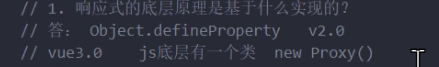 // 1. 响应式的底层原理是基于什么实现的?
// 答: Object.defineProperty v2.0
// vue3.0 js底层有一个类 new Proxy()